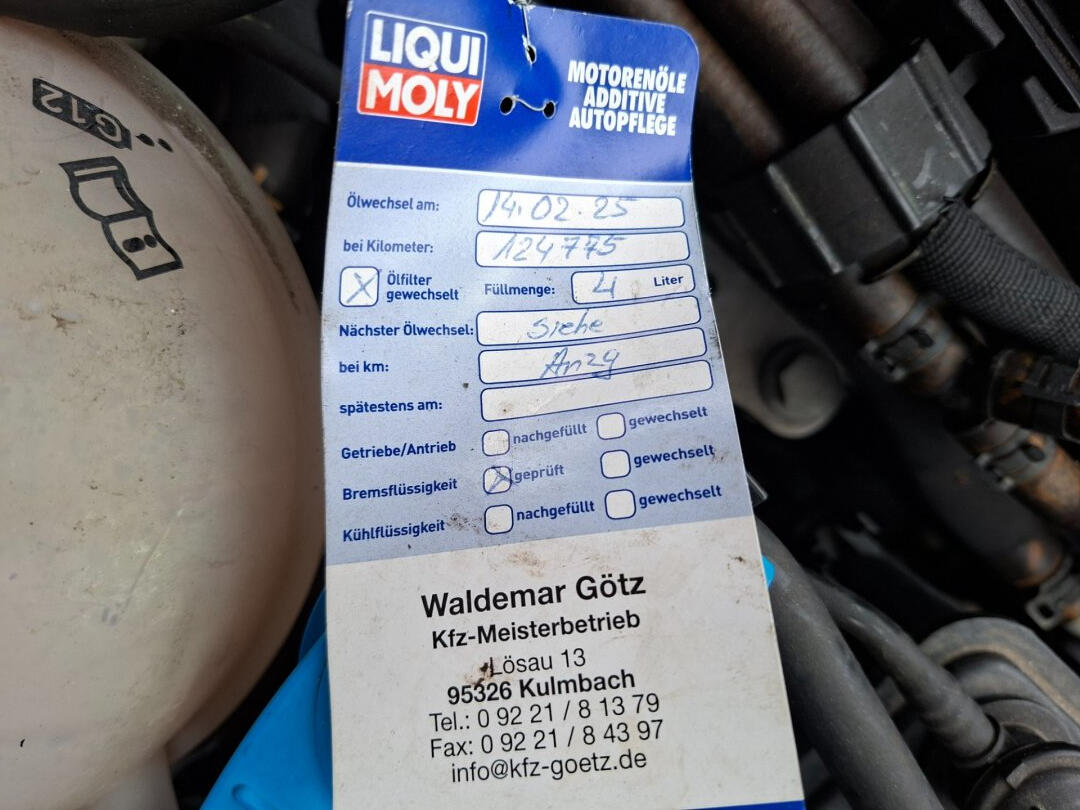 G12
LIQUI
MOLY
MOTORENÖLE
ADDITIVE
AUTOPFLEGE
Ölwechsel am: 14.02.25
bei Kilometer: 124775
X Ölfilter gewechselt Füllmenge: 4 Liter
Nächster Ölwechsel: siehe
bei km: Anzg
spätestens am:
Getriebe/Antrieb nachgefüllt gewechselt
Bremsflüssigkeit X geprüft gewechselt
Kühlflüssigkeit nachgefüllt gewechselt
Waldemar Götz
Kfz-Meisterbetrieb
Lösau 13
95326 Kulmbach
Tel.: 0 92 21 / 8 13 79
Fax: 0 92 21 / 8 43 97
info@kfz-goetz.de